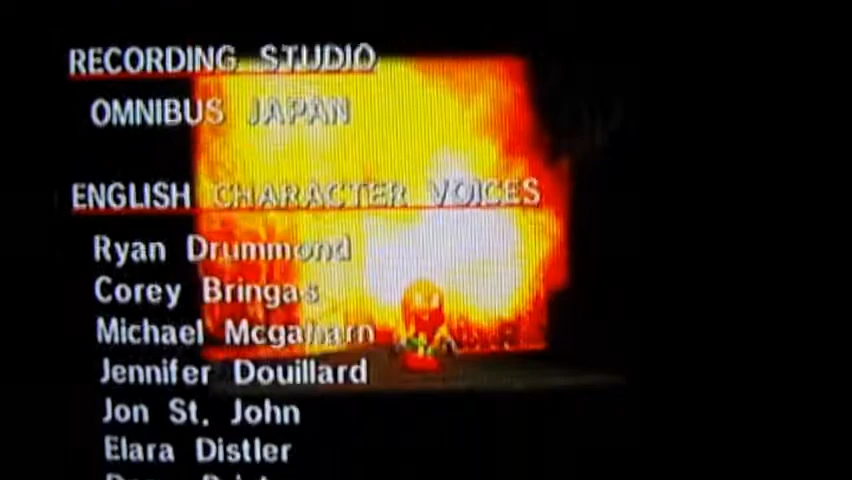 RECORDING STUDIO
OMNIBUS JAPAN
ENGLISH CHARACTER VOICES
Ryan Drummond
Corey Bringas
Michael Mcgaharn
Jennifer Douillard
Jon St. John
Elara Distler